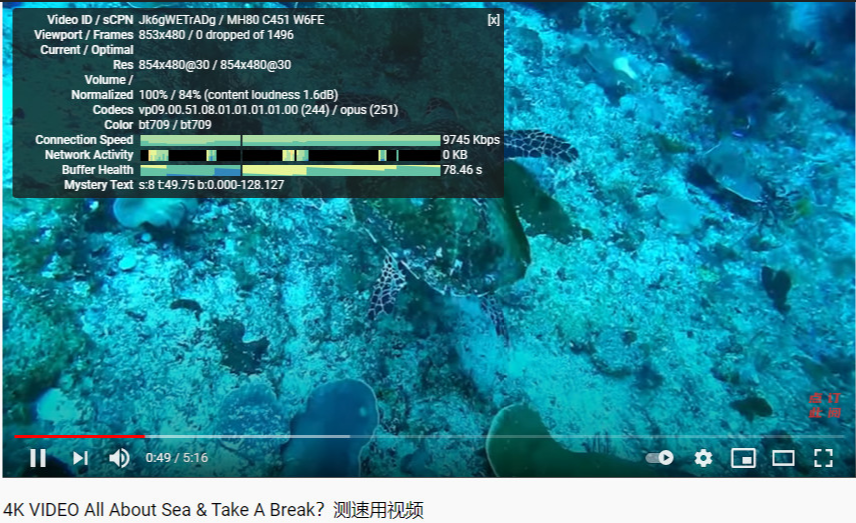 Video ID / sCPN Jk6gWETrADg / MH80 C451 W6FE [x]
Viewport / Frames 853x480 / 0 dropped of 1496
Current / Optimal
Res 854x480@30 / 854x480@30
Volume /
Normalized 100% / 84% (content loudness 1.6dB)
Codecs vp09.00.51.08.01.01.01.01.00 (244) / opus (251)
Color bt709 / bt709
Connection Speed 9745 Kbps
Network Activity 0 KB
Buffer Health 78.46 s
Mystery Text s:8 t:49.75 b:0.000-128.127
0:49 / 5:16
4K VIDEO All About Sea & Take A Break？测速用视频